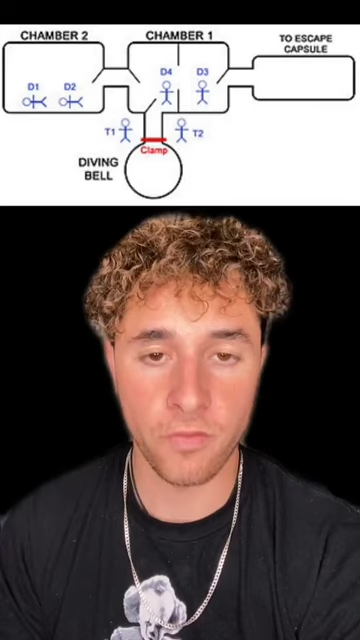 CHAMBER 2
CHAMBER 1
TO ESCAPE
CAPSULE
D1
D2
D4
D3
T1
T2
Clamp
DIVING
BELL